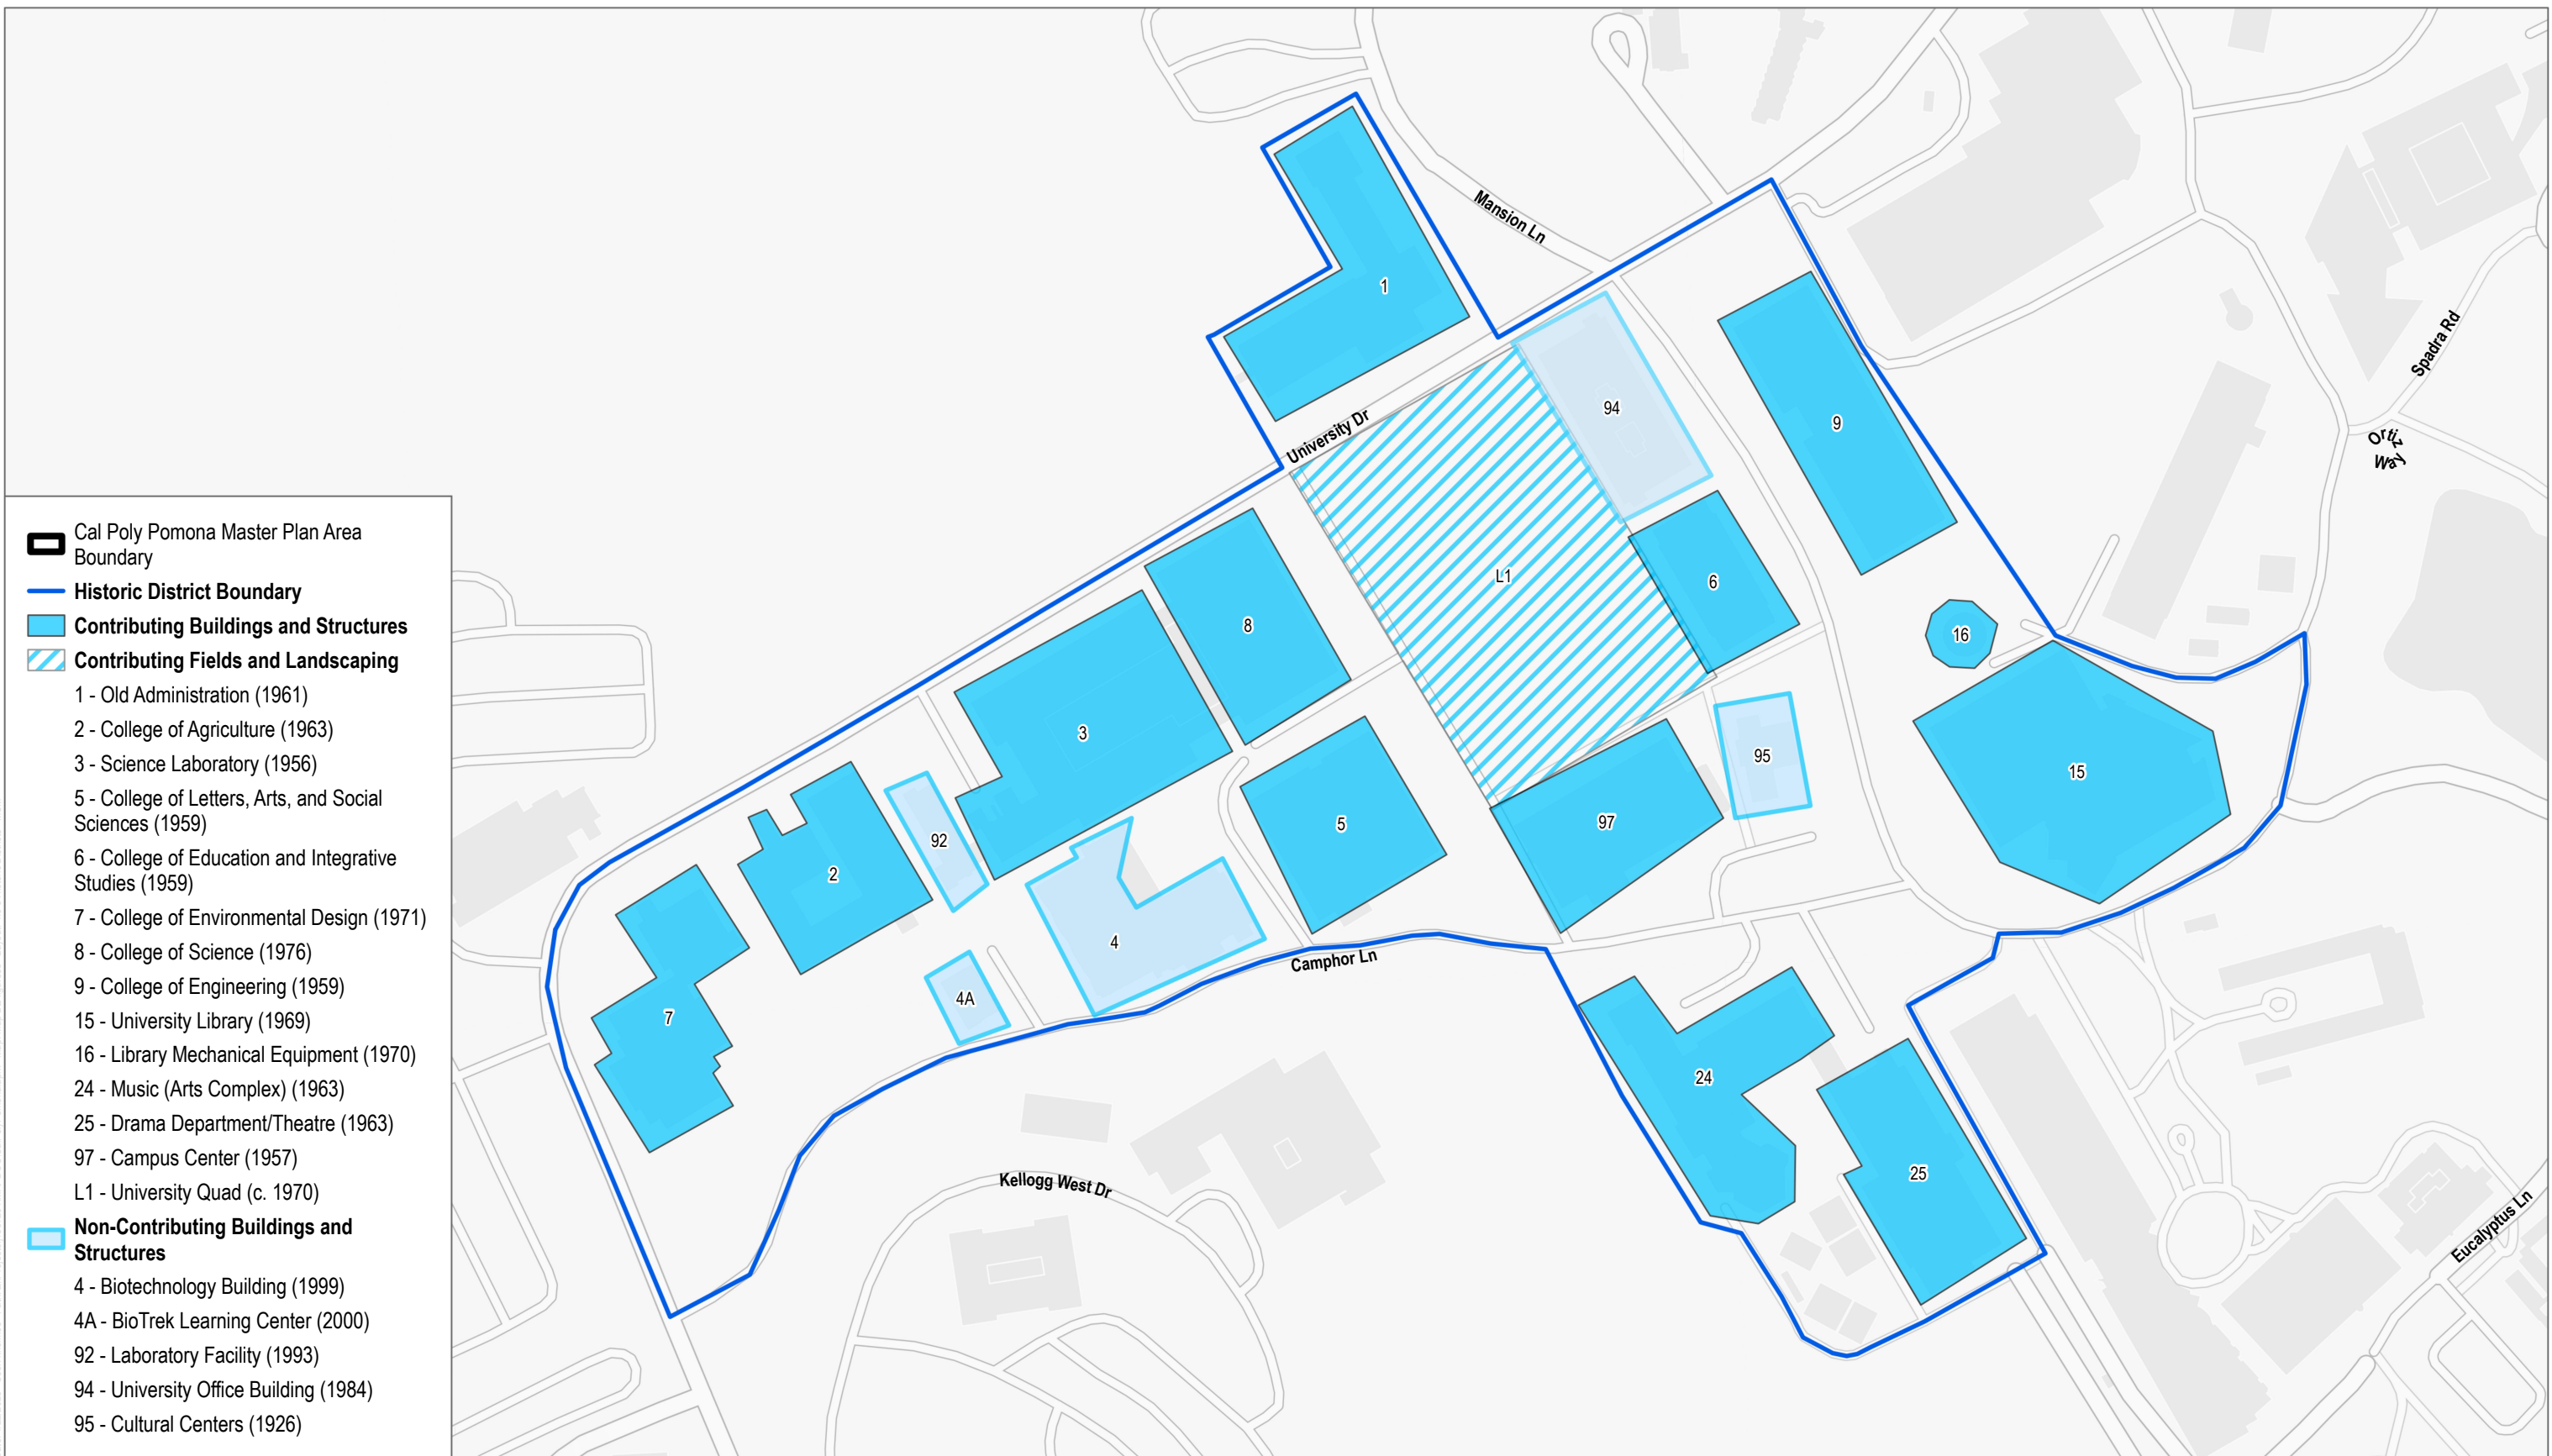 Mansion Ln
1
University Dr
94
9
Spadra Rd
Ortiz
Way
L1
6
8
16
3
95
15
92
5
97
2
4
Camphor Ln
4A
7
24
25
Kellogg West Dr
Eucalyptus Ln
Cal Poly Pomona Master Plan Area
Boundary
Historic District Boundary
Contributing Buildings and Structures
Contributing Fields and Landscaping
1 - Old Administration (1961)
2 - College of Agriculture (1963)
3 - Science Laboratory (1956)
5 - College of Letters, Arts, and Social
Sciences (1959)
6 - College of Education and Integrative
Studies (1959)
7 - College of Environmental Design (1971)
8 - College of Science (1976)
9 - College of Engineering (1959)
15 - University Library (1969)
16 - Library Mechanical Equipment (1970)
24 - Music (Arts Complex) (1963)
25 - Drama Department/Theatre (1963)
97 - Campus Center (1957)
L1 - University Quad (c. 1970)
Non-Contributing Buildings and
Structures
4 - Biotechnology Building (1999)
4A - BioTrek Learning Center (2000)
92 - Laboratory Facility (1993)
94 - University Office Building (1984)
95 - Cultural Centers (1926)